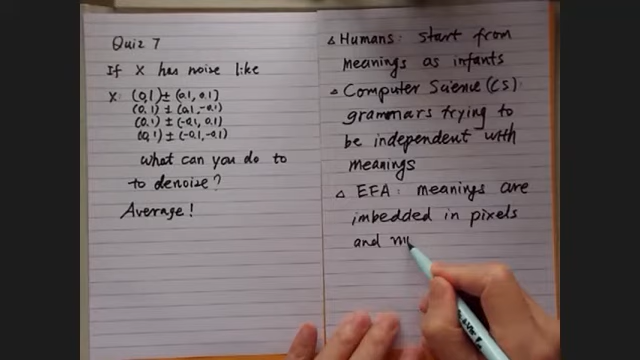 Quiz 7
If X has noise like
X: (0,1) ± (0.1, 0.1)
(0,1) ± (0.1, -0.1)
(0,1) ± (-0.1, 0.1)
(0,1) ± (-0.1, -0.1)
what can you do to
to denoise?
Average!
△ Humans: start from
meanings as infants
△ Computer Science (CS):
grammars trying to
be independent with
meanings
△ EFA: meanings are
imbedded in pixels
and